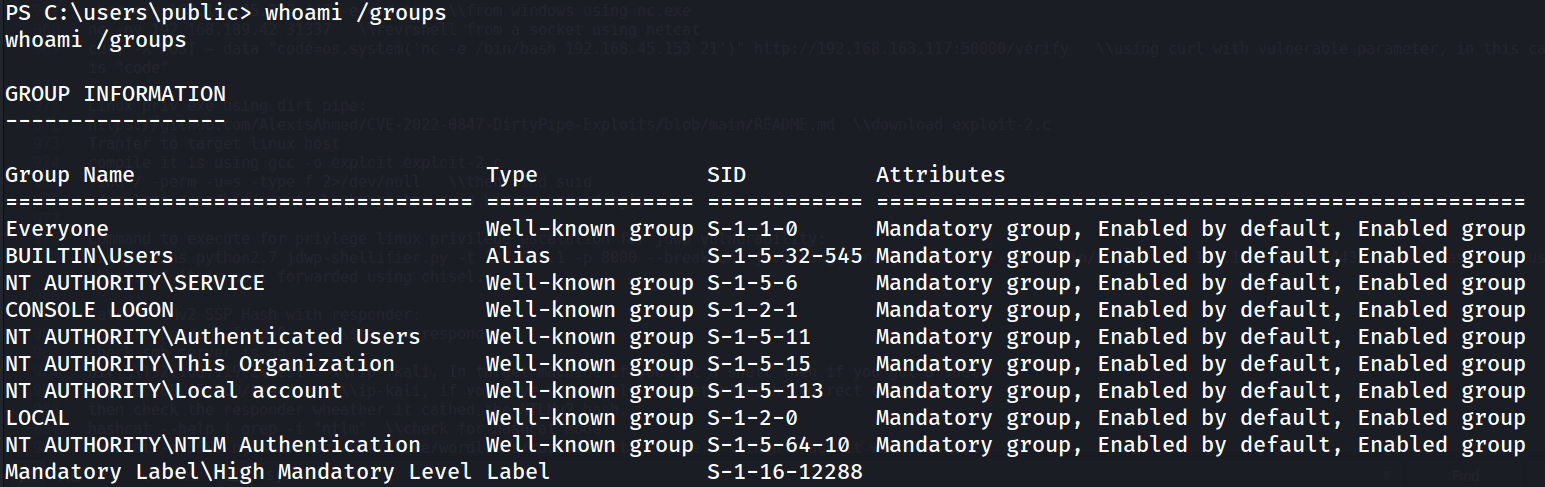 PS C:\users\public> whoami /groups
whoami /groups
GROUP INFORMATION
-----------------
Group Name Type SID Attributes
==================================== ================ ============ ==================================================
Everyone Well-known group S-1-1-0 Mandatory group, Enabled by default, Enabled group
BUILTIN\Users Alias S-1-5-32-545 Mandatory group, Enabled by default, Enabled group
NT AUTHORITY\SERVICE Well-known group S-1-5-6 Mandatory group, Enabled by default, Enabled group
CONSOLE LOGON Well-known group S-1-2-1 Mandatory group, Enabled by default, Enabled group
NT AUTHORITY\Authenticated Users Well-known group S-1-5-11 Mandatory group, Enabled by default, Enabled group
NT AUTHORITY\This Organization Well-known group S-1-5-15 Mandatory group, Enabled by default, Enabled group
NT AUTHORITY\Local account Well-known group S-1-5-113 Mandatory group, Enabled by default, Enabled group
LOCAL Well-known group S-1-2-0 Mandatory group, Enabled by default, Enabled group
NT AUTHORITY\NTLM Authentication Well-known group S-1-5-64-10 Mandatory group, Enabled by default, Enabled group
Mandatory Label\High Mandatory Level Label S-1-16-12288